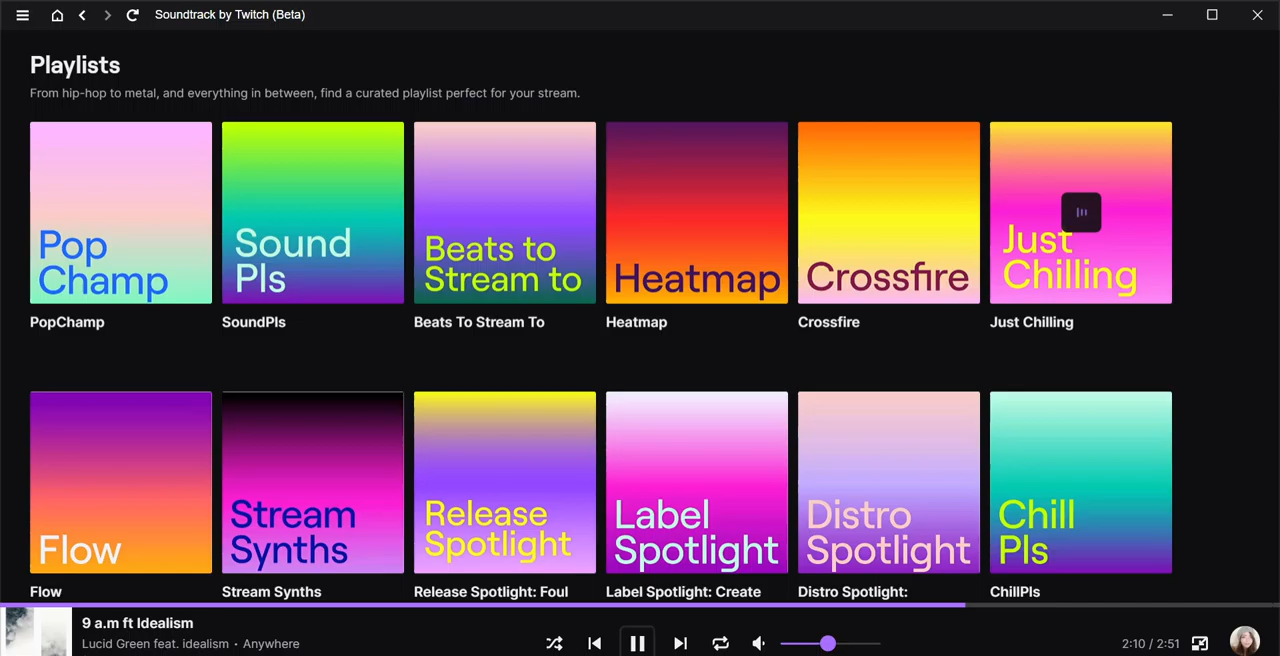 Soundtrack by Twitch (Beta)
Playlists
From hip-hop to metal, and everything in between, find a curated playlist perfect for your stream.
Pop
Champ
Sound
Pls
Beats to
Stream to
Heatmap
Crossfire
Just
Chilling
PopChamp
SoundPls
Beats To Stream To
Heatmap
Crossfire
Just Chilling
Flow
Stream
Synths
Release
Spotlight
Label
Spotlight
Distro
Spotlight
Chill
Pls
Flow
Stream Synths
Release Spotlight: Foul
Label Spotlight: Create
Distro Spotlight:
ChillPls
9 a.m ft Idealism
Lucid Green feat. idealism • Anywhere
2:10 / 2:51